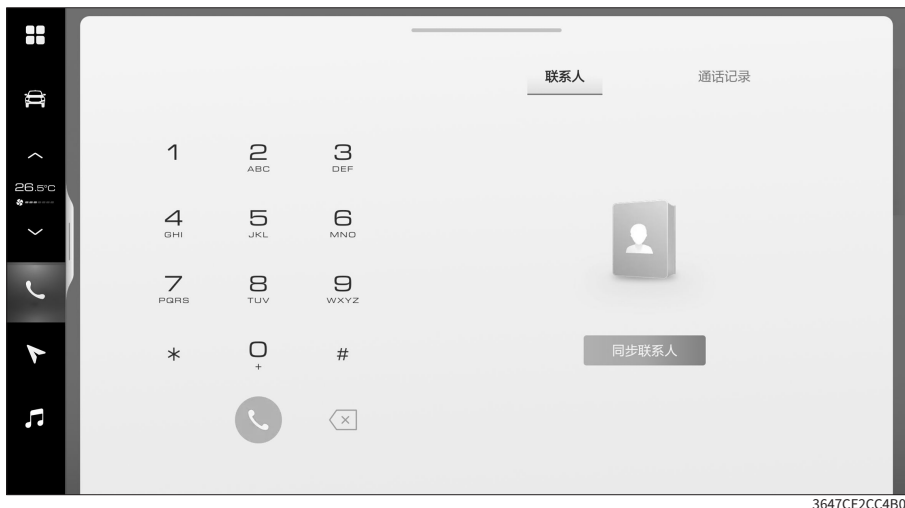 联系人 通话记录
26.5°C
1 2 3
ABC DEF
4 5 6
GHI JKL MNO
7 8 9
PQRS TUV WXYZ
* 0 #
+
同步联系人
3647CE2CC4B0